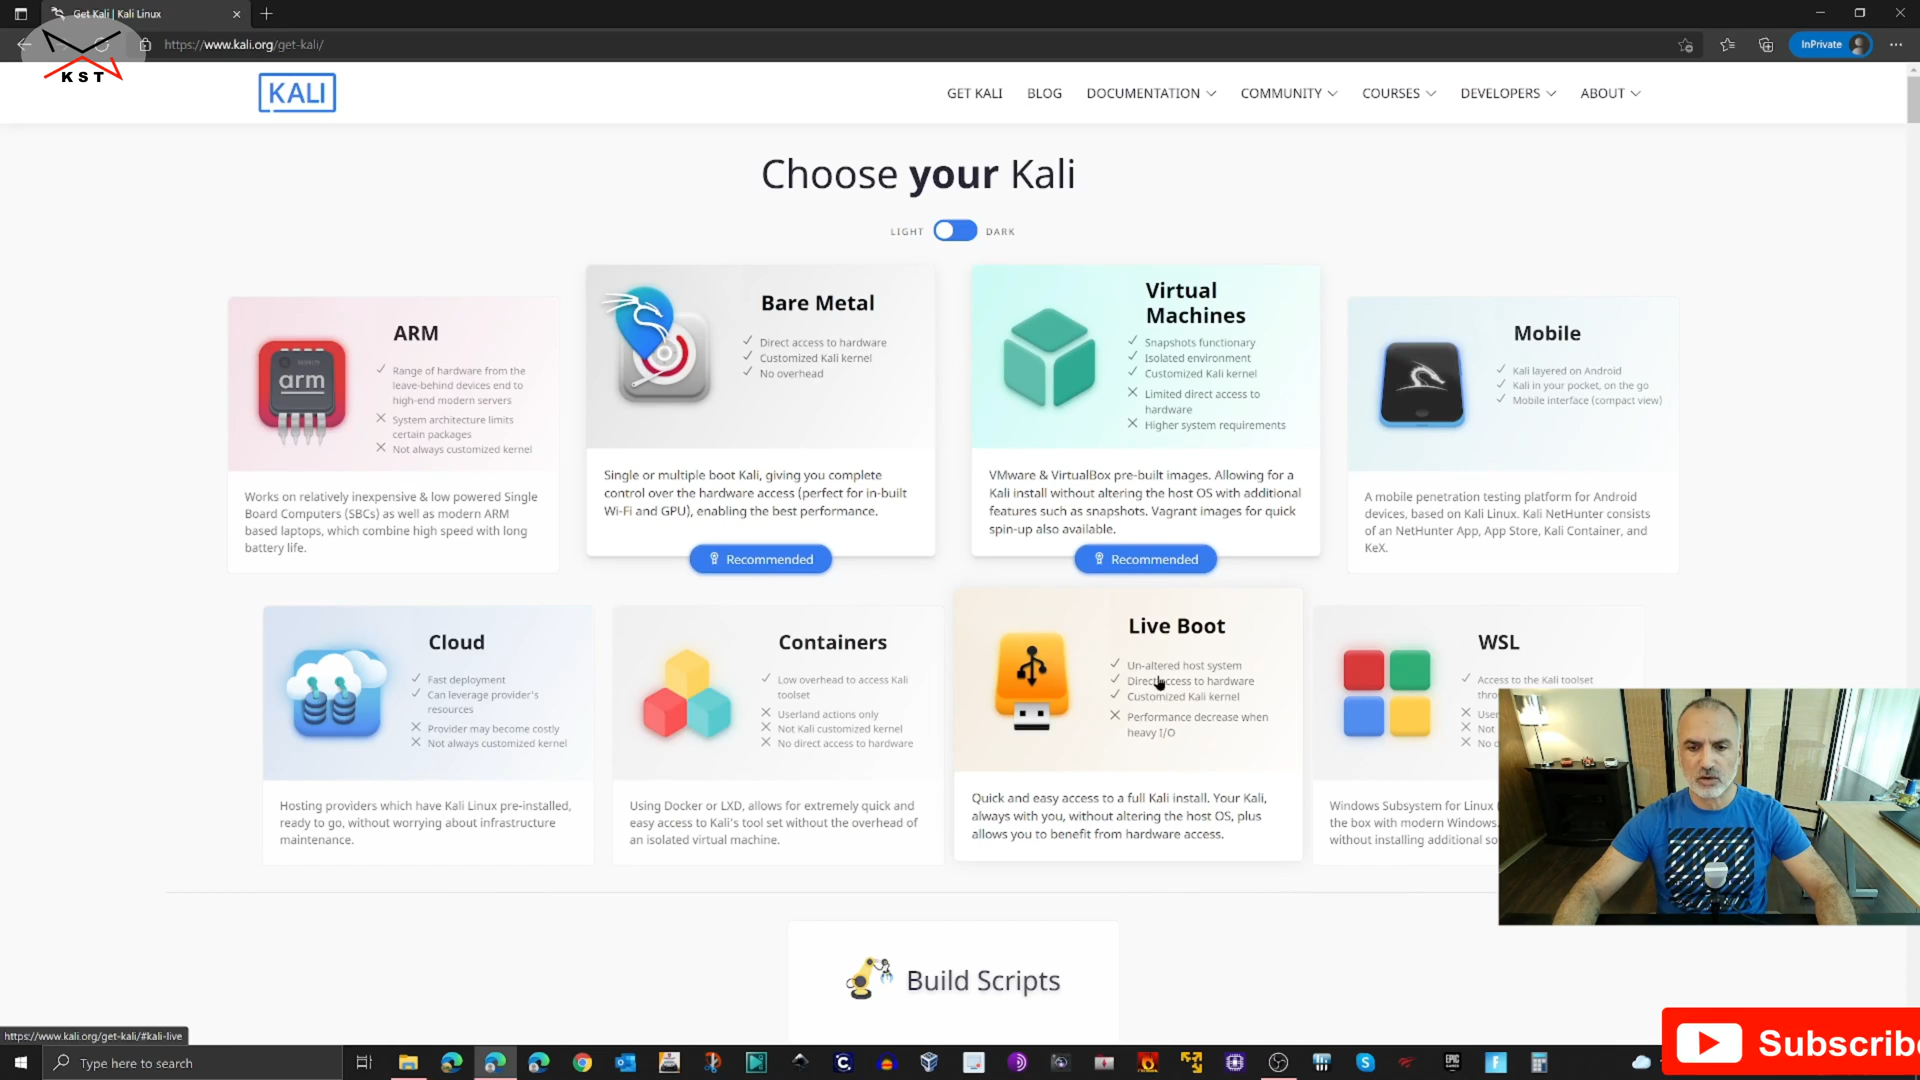 Get Kali | Kali Linux
https://www.kali.org/get-kali/
InPrivate
KST
KALI
GET KALI
BLOG
DOCUMENTATION
COMMUNITY
COURSES
DEVELOPERS
ABOUT
Choose your Kali
LIGHT
DARK
ARM
arm
Range of hardware from the
leave-behind devices end to
high-end modern servers
System architecture limits
certain packages
Not always customized kernel
Works on relatively inexpensive & low powered Single
Board Computers (SBCs) as well as modern ARM
based laptops, which combine high speed with long
battery life.
Bare Metal
Direct access to hardware
Customized Kali kernel
No overhead
Single or multiple boot Kali, giving you complete
control over the hardware access (perfect for in-built
Wi-Fi and GPU), enabling the best performance.
Recommended
Virtual
Machines
Snapshots functionary
Isolated environment
Customized Kali kernel
Limited direct access to
hardware
Higher system requirements
VMware & VirtualBox pre-built images. Allowing for a
Kali install without altering the host OS with additional
features such as snapshots. Vagrant images for quick
spin-up also available.
Recommended
Mobile
Kali layered on Android
Kali in your pocket, on the go
Mobile interface (compact view)
A mobile penetration testing platform for Android
devices, based on Kali Linux. Kali NetHunter consists
of an NetHunter App, App Store, Kali Container, and
KeX.
Cloud
Fast deployment
Can leverage provider's
resources
Provider may become costly
Not always customized kernel
Hosting providers which have Kali Linux pre-installed,
ready to go, without worrying about infrastructure
maintenance.
Containers
Low overhead to access Kali
toolset
Userland actions only
Not Kali customized kernel
No direct access to hardware
Using Docker or LXD, allows for extremely quick and
easy access to Kali's tool set without the overhead of
an isolated virtual machine.
Live Boot
Un-altered host system
Direct access to hardware
Customized Kali kernel
Performance decrease when
heavy I/O
Quick and easy access to a full Kali install. Your Kali,
always with you, without altering the host OS, plus
allows you to benefit from hardware access.
WSL
Access to the Kali toolset
Not
Windows Subsystem for Linux
the box with modern Windows.
without installing additional
Build Scripts
https://www.kali.org/get-kali/#kali-live
Type here to search
Subscribe